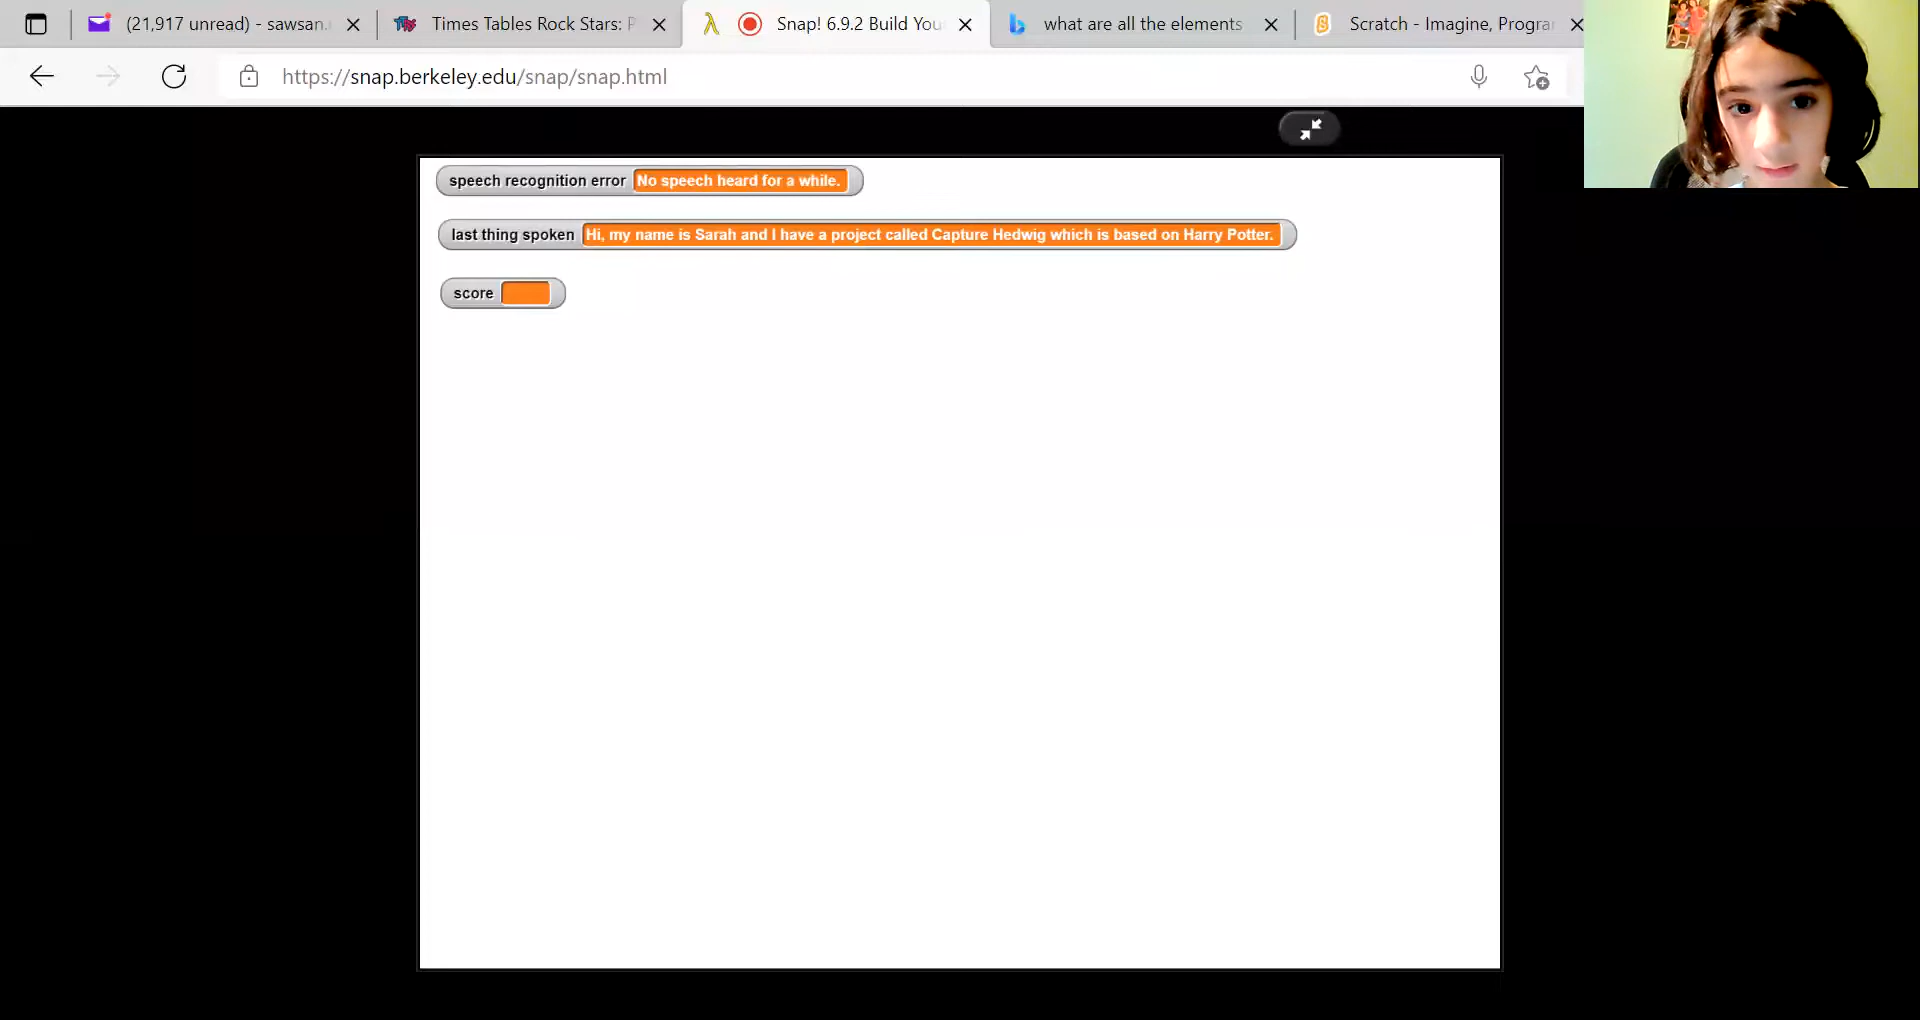 (21,917 unread) - sawsan.
Times Tables Rock Stars: P
Snap! 6.9.2 Build You
what are all the elements
Scratch - Imagine, Program
https://snap.berkeley.edu/snap/snap.html
speech recognition error No speech heard for a while.
last thing spoken Hi, my name is Sarah and I have a project called Capture Hedwig which is based on Harry Potter.
score